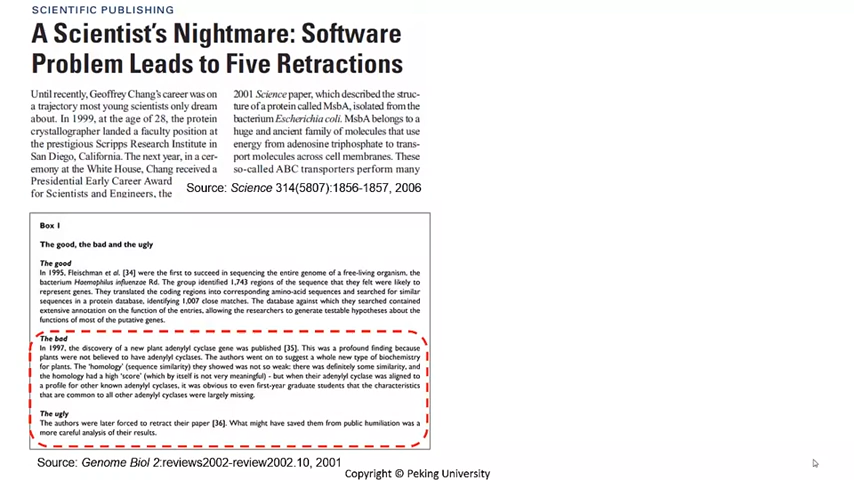 SCIENTIFIC PUBLISHING
A Scientist's Nightmare: Software
Problem Leads to Five Retractions
Until recently, Geoffrey Chang's career was on
a trajectory most young scientists only dream
about. In 1999, at the age of 28, the protein
crystallographer landed a faculty position at
the prestigious Scripps Research Institute in
San Diego, California. The next year, in a cer-
emony at the White House, Chang received a
Presidential Early Career Award
for Scientists and Engineers, the
2001 Science paper, which described the struc-
ture of a protein called MsbA, isolated from the
bacterium Escherichia coli. MsbA belongs to a
huge and ancient family of molecules that use
energy from adenosine triphosphate to trans-
port molecules across cell membranes. These
so-called ABC transporters perform many
Source: Science 314(5807):1856-1857, 2006
Box 1
The good, the bad and the ugly
The good
In 1995, Fleischman et al. [34] were the first to succeed in sequencing the entire genome of a free-living organism, the
bacterium Haemophilus influenzae Rd. The group identified 1,743 regions of the sequence that they felt were likely to
represent genes. They translated the coding regions into corresponding amino-acid sequences and searched for similar
sequences in a protein database, identifying 1,007 close matches. The database against which they searched contained
extensive annotation on the function of the entries, allowing the researchers to generate testable hypotheses about the
functions of most of the putative genes.
The bad
In 1997, the discovery of a new plant adenylyl cyclase gene was published [35]. This was a profound finding because
plants were not believed to have adenylyl cyclases. The authors went on to suggest a whole new type of biochemistry
for plants. The 'homology' (sequence similarity) they showed was not so weak: there was definitely some similarity, and
the homology had a high 'score' (which by itself is not very meaningful) - but when their adenylyl cyclase was aligned to
a profile for other known adenylyl cyclases, it was obvious to even first-year graduate students that the characteristics
that are common to all other adenylyl cyclases were largely missing.
The ugly
The authors were later forced to retract their paper [36]. What might have saved them from public humiliation was a
more careful analysis of their results.
Source: Genome Biol 2:reviews2002-review2002.10, 2001
Copyright © Peking University